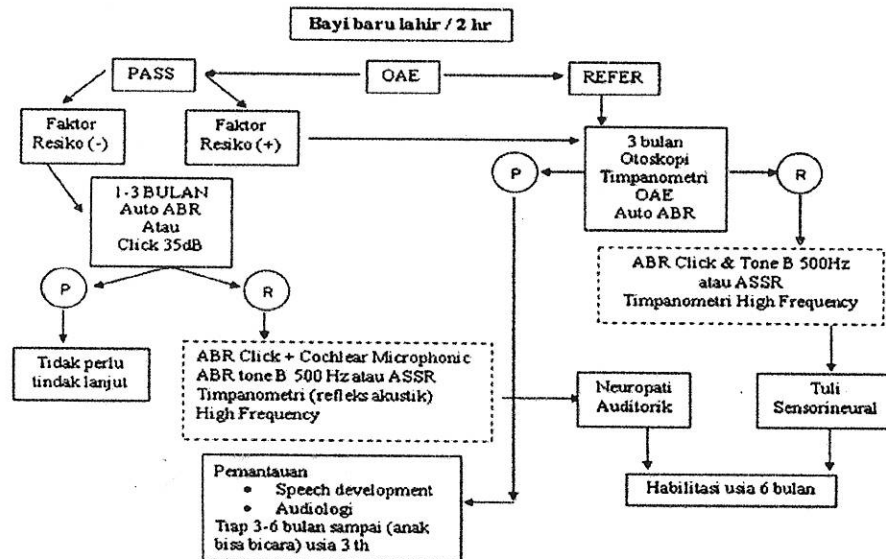 Bayi baru lahir / 2 hr
PASS
OAE
REFER
Faktor
Resiko (-)
Faktor
Resiko (+)
3 bulan
Otoskopi
Timpanometri
OAE
Auto ABR
P
R
1-3 BULAN
Auto ABR
Atau
Click 35dB
ABR Click & Tone B 500Hz
atau ASSR
Timpanometri High Frequency
P
R
Tidak perlu
tindak lanjut
ABR Click + Cochlear Microphonic
ABR tone B 500 Hz atau ASSR
Timpanometri (refleks akustik)
High Frequency
Neuropati
Auditorik
Tuli
Sensorineural
Pemantauan
• Speech development
• Audiologi
Tiap 3-6 bulan sampai (anak
bisa bicara) usia 3 th
Habilitasi usia 6 bulan